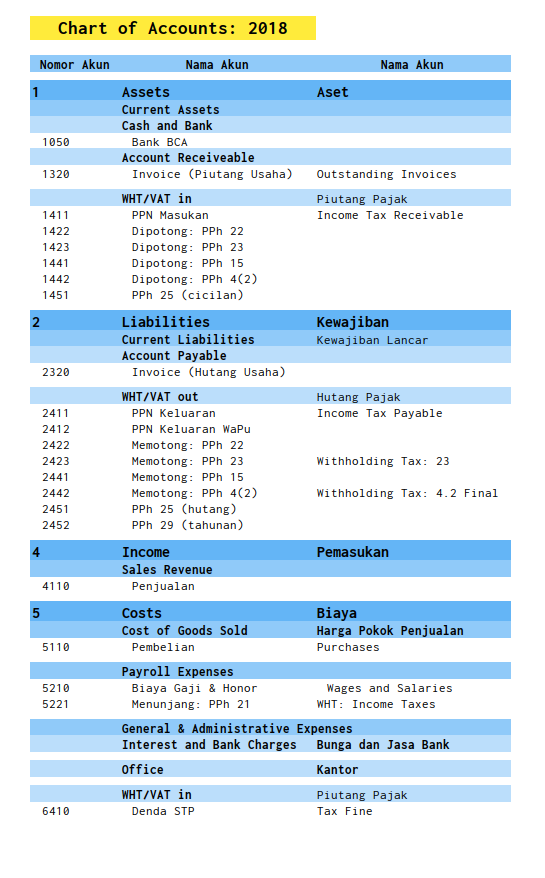 Chart of Accounts: 2018
Nomor Akun Nama Akun Nama Akun
1 Assets Aset
Current Assets
Cash and Bank
1050 Bank BCA
Account Receiveable
1320 Invoice (Piutang Usaha) Outstanding Invoices
WHT/VAT in Piutang Pajak
1411 PPN Masukan Income Tax Receivable
1422 Dipotong: PPh 22
1423 Dipotong: PPh 23
1441 Dipotong: PPh 15
1442 Dipotong: PPh 4(2)
1451 PPh 25 (cicilan)
2 Liabilities Kewajiban
Current Liabilities Kewajiban Lancar
Account Payable
2320 Invoice (Hutang Usaha)
WHT/VAT out Hutang Pajak
2411 PPN Keluaran Income Tax Payable
2412 PPN Keluaran WaPu
2422 Memotong: PPh 22
2423 Memotong: PPh 23 Withholding Tax: 23
2441 Memotong: PPh 15
2442 Memotong: PPh 4(2) Withholding Tax: 4.2 Final
2451 PPh 25 (hutang)
2452 PPh 29 (tahunan)
4 Income Pemasukan
Sales Revenue
4110 Penjualan
5 Costs Biaya
Cost of Goods Sold Harga Pokok Penjualan
5110 Pembelian Purchases
Payroll Expenses
5210 Biaya Gaji & Honor Wages and Salaries
5221 Menunjang: PPh 21 WHT: Income Taxes
General & Administrative Expenses
Interest and Bank Charges Bunga dan Jasa Bank
Office Kantor
WHT/VAT in Piutang Pajak
6410 Denda STP Tax Fine